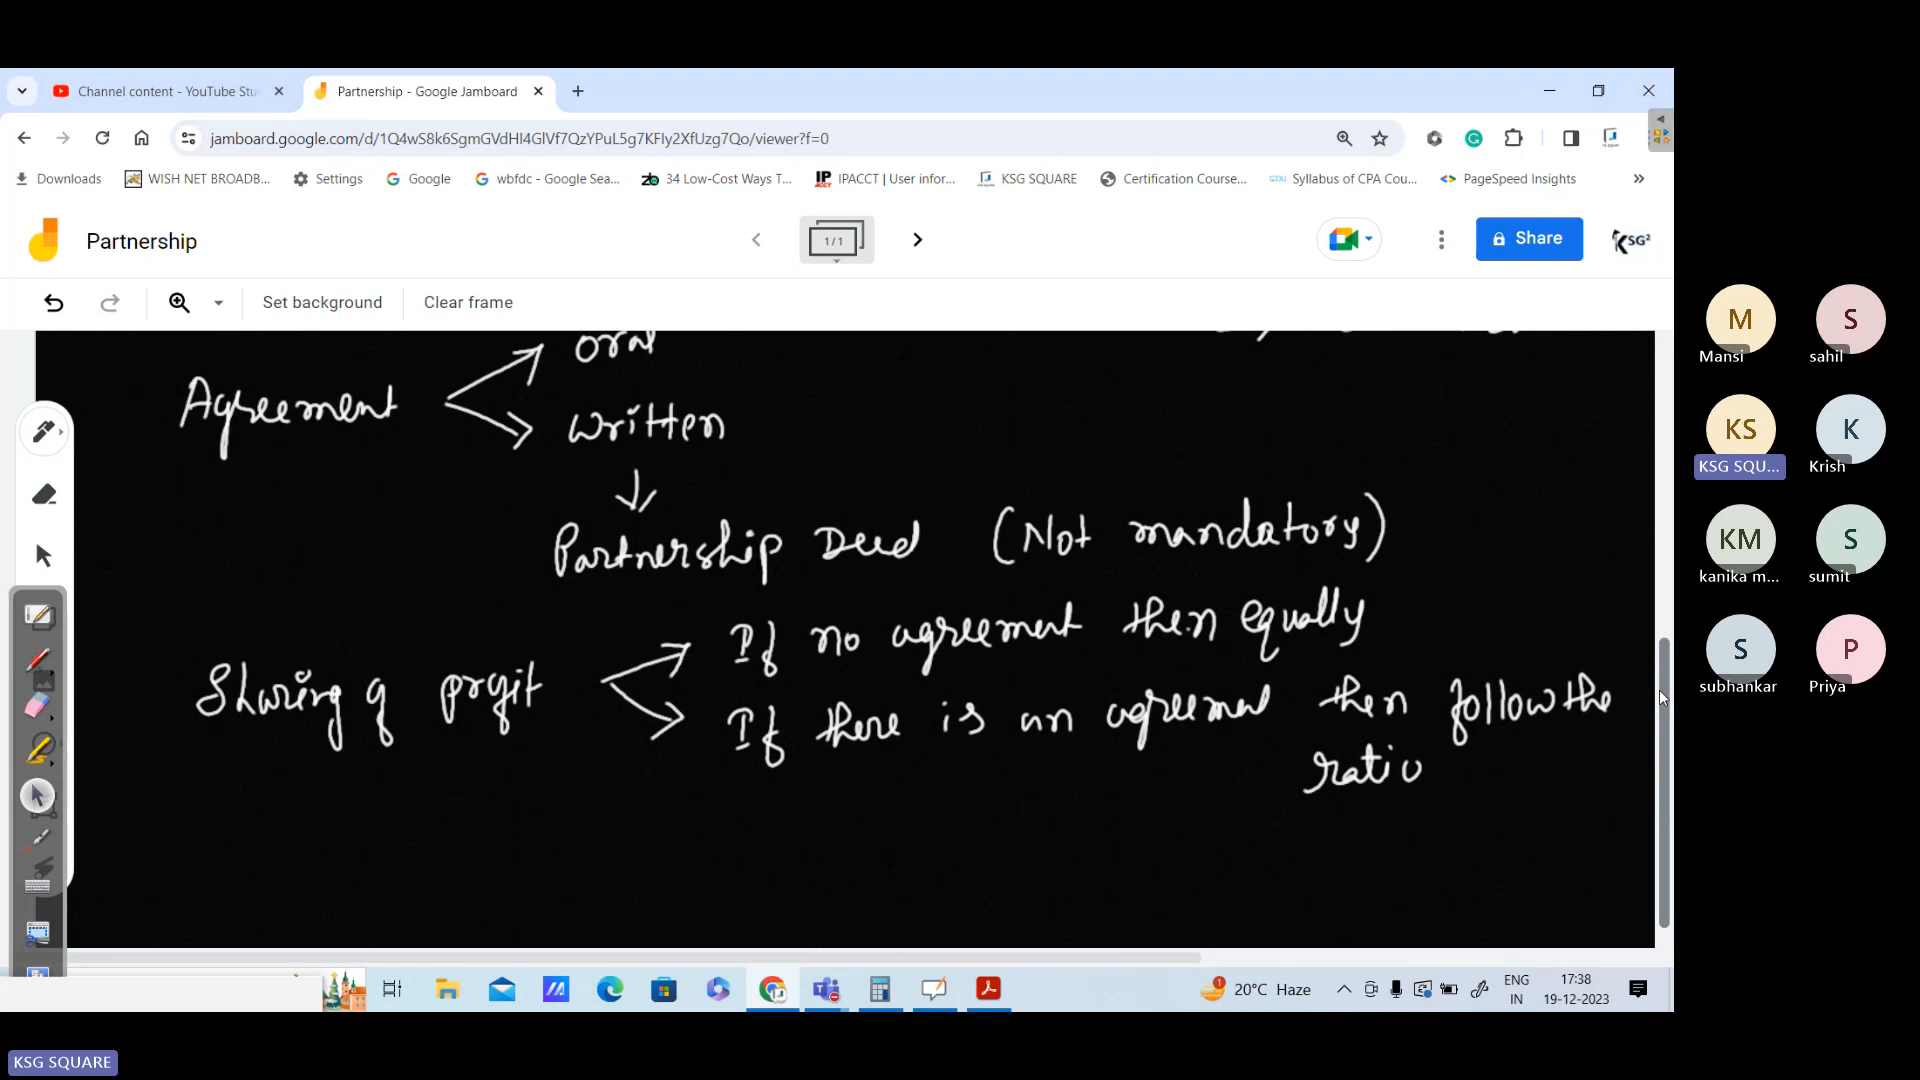 Channel content - YouTube Stu
Partnership - Google Jamboard
jamboard.google.com/d/1Q4wS8k6SgmGVdHI4GlVf7QzYPuL5g7KFly2XfUzg7Qo/viewer?f=0
Downloads
WISH NET BROADB...
Settings
Google
wbfdc - Google Sea...
34 Low-Cost Ways T...
IPACCT | User infor...
KSG SQUARE
Certification Course...
Syllabus of CPA Cou...
PageSpeed Insights
Partnership
1 / 1
Share
KSG²
Set background
Clear frame
Oral
Agreement
Written
Partnership Deed (Not mandatory)
If no agreement then equally
Sharing of profit
If there is an agreement then follow the
ratio
M
Mansi
S
sahil
KS
KSG SQU...
K
Krish
KM
kanika m...
S
sumit
S
subhankar
P
Priya
20°C Haze
ENG
IN
17:38
19-12-2023
KSG SQUARE